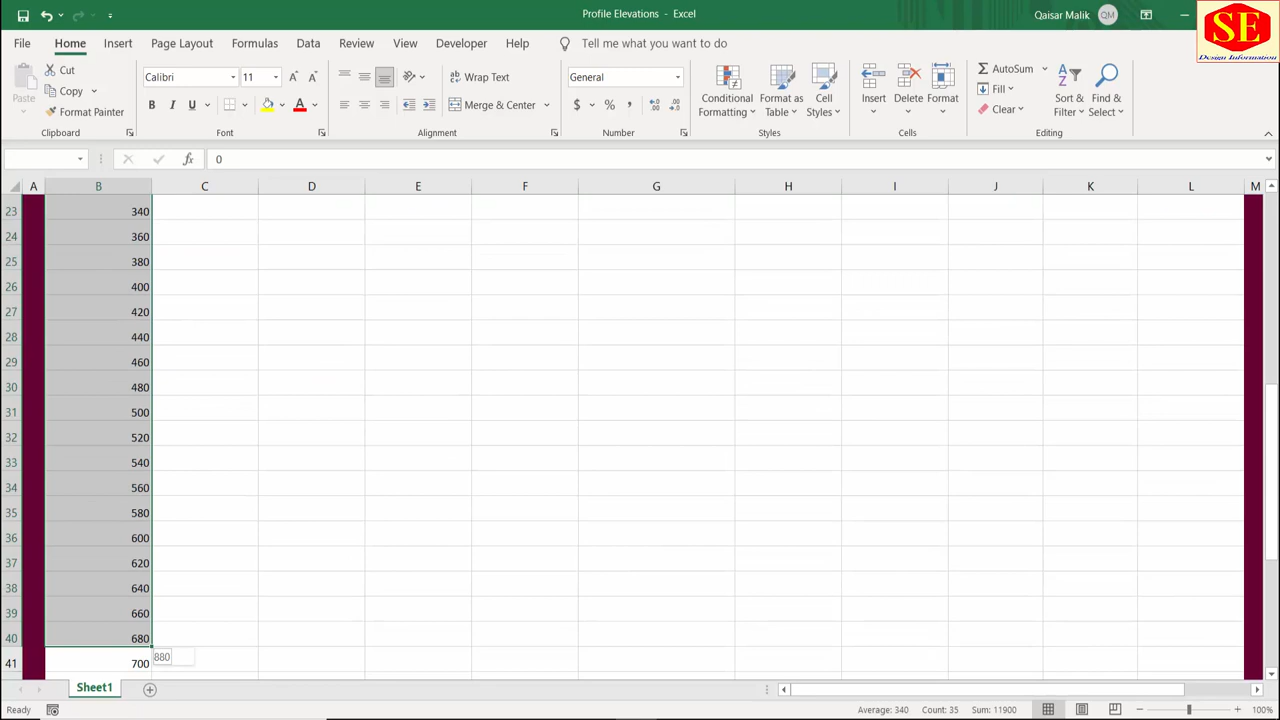 Profile Elevations - Excel
Qaisar Malik QM
SE
Design Information
File Home Insert Page Layout Formulas Data Review View Developer Help Tell me what you want to do
Paste
Cut
Copy
Format Painter
Clipboard
Calibri 11
B I U
Font
Wrap Text
Merge & Center
Alignment
General
$ % ,
Number
Conditional Formatting
Format as Table
Cell Styles
Styles
Insert Delete Format
Cells
AutoSum
Fill
Clear
Sort & Filter
Find & Select
Editing
fx 0
A B C D E F G H I J K L M
23 340
24 360
25 380
26 400
27 420
28 440
29 460
30 480
31 500
32 520
33 540
34 560
35 580
36 600
37 620
38 640
39 660
40 680
41 700 880
Sheet1
Ready Average: 340 Count: 35 Sum: 11900 100%